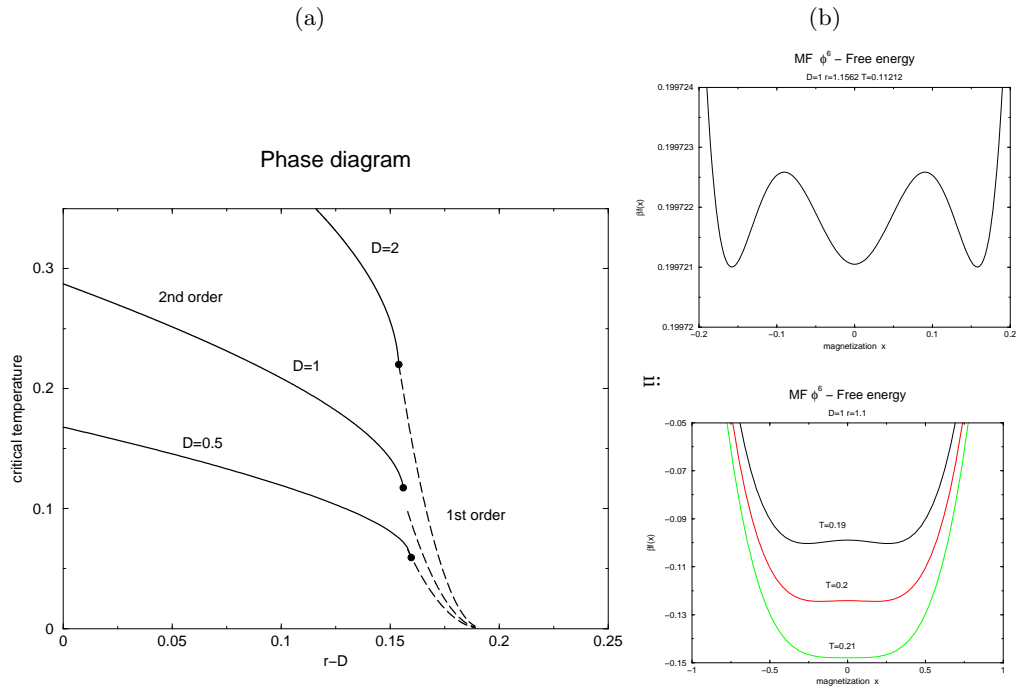 (a)
Phase diagram
0.3
0.2
0.1
0
critical temperature
D=2
2nd order
D=1
D=0.5
1st order
0
0.05
0.1
0.15
0.2
0.25
r−D
(b)
MF ϕ⁶ − Free energy
D=1 r=1.1562 T=0.11212
0.199724
0.199723
0.199722
0.199721
0.19972
βf(x)
−0.2
−0.1
0
0.1
0.2
magnetization x
ii
MF ϕ⁶ − Free energy
D=1 r=1.1
−0.05
−0.07
−0.09
−0.11
−0.13
−0.15
βf(x)
T=0.19
T=0.2
T=0.21
−1
−0.5
0
0.5
1
magnetization x